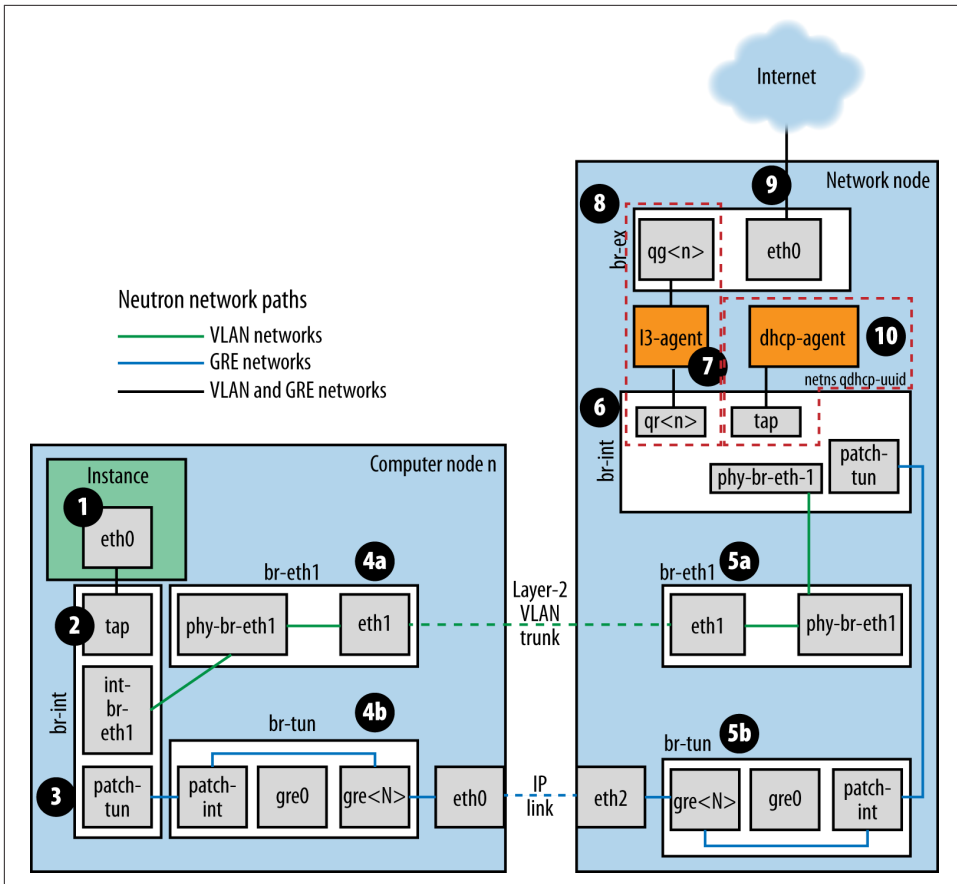 Internet
Network node
9
8
br-ex
qg<n>
eth0
l3-agent
dhcp-agent
10
7
netns qdhcp-uuid
6
br-int
qr<n>
tap
patch-
tun
phy-br-eth-1
Neutron network paths
VLAN networks
GRE networks
VLAN and GRE networks
Computer node n
Instance
1
eth0
2
tap
br-int
int-
br-
eth1
3
patch-
tun
br-eth1
4a
phy-br-eth1
eth1
br-tun
4b
patch-
int
gre0
gre<N>
eth0
Layer-2
VLAN
trunk
IP
link
br-eth1
5a
eth1
phy-br-eth1
br-tun
5b
eth2
gre<N>
gre0
patch-
int